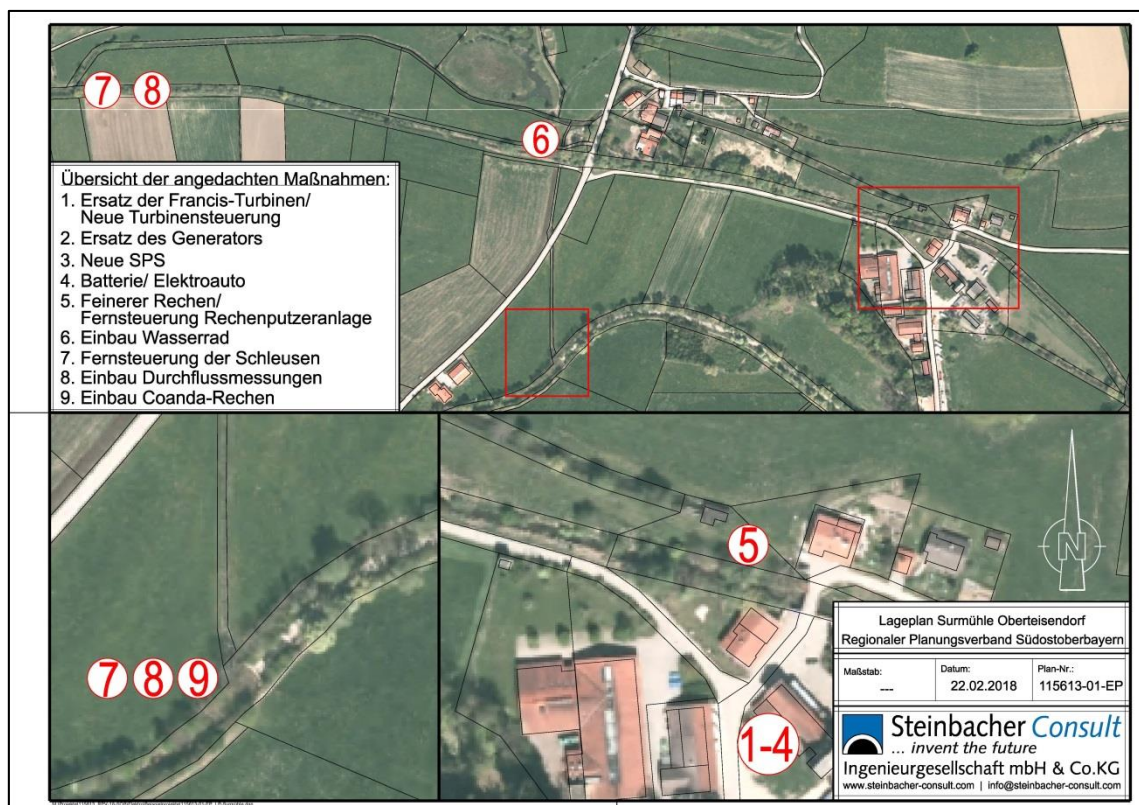 7 8
6
Übersicht der angedachten Maßnahmen:
1. Ersatz der Francis-Turbinen/
Neue Turbinensteuerung
2. Ersatz des Generators
3. Neue SPS
4. Batterie/ Elektroauto
5. Feinerer Rechen/
Fernsteuerung Rechenputzeranlage
6. Einbau Wasserrad
7. Fernsteuerung der Schleusen
8. Einbau Durchflussmessungen
9. Einbau Coanda-Rechen
7 8 9
5
1-4
N
Lageplan Surmühle Oberteisendorf
Regionaler Planungsverband Südostoberbayern
Maßstab: Datum: Plan-Nr.:
--- 22.02.2018 115613-01-EP
Steinbacher Consult
... invent the future
Ingenieurgesellschaft mbH & Co.KG
www.steinbacher-consult.com | info@steinbacher-consult.com